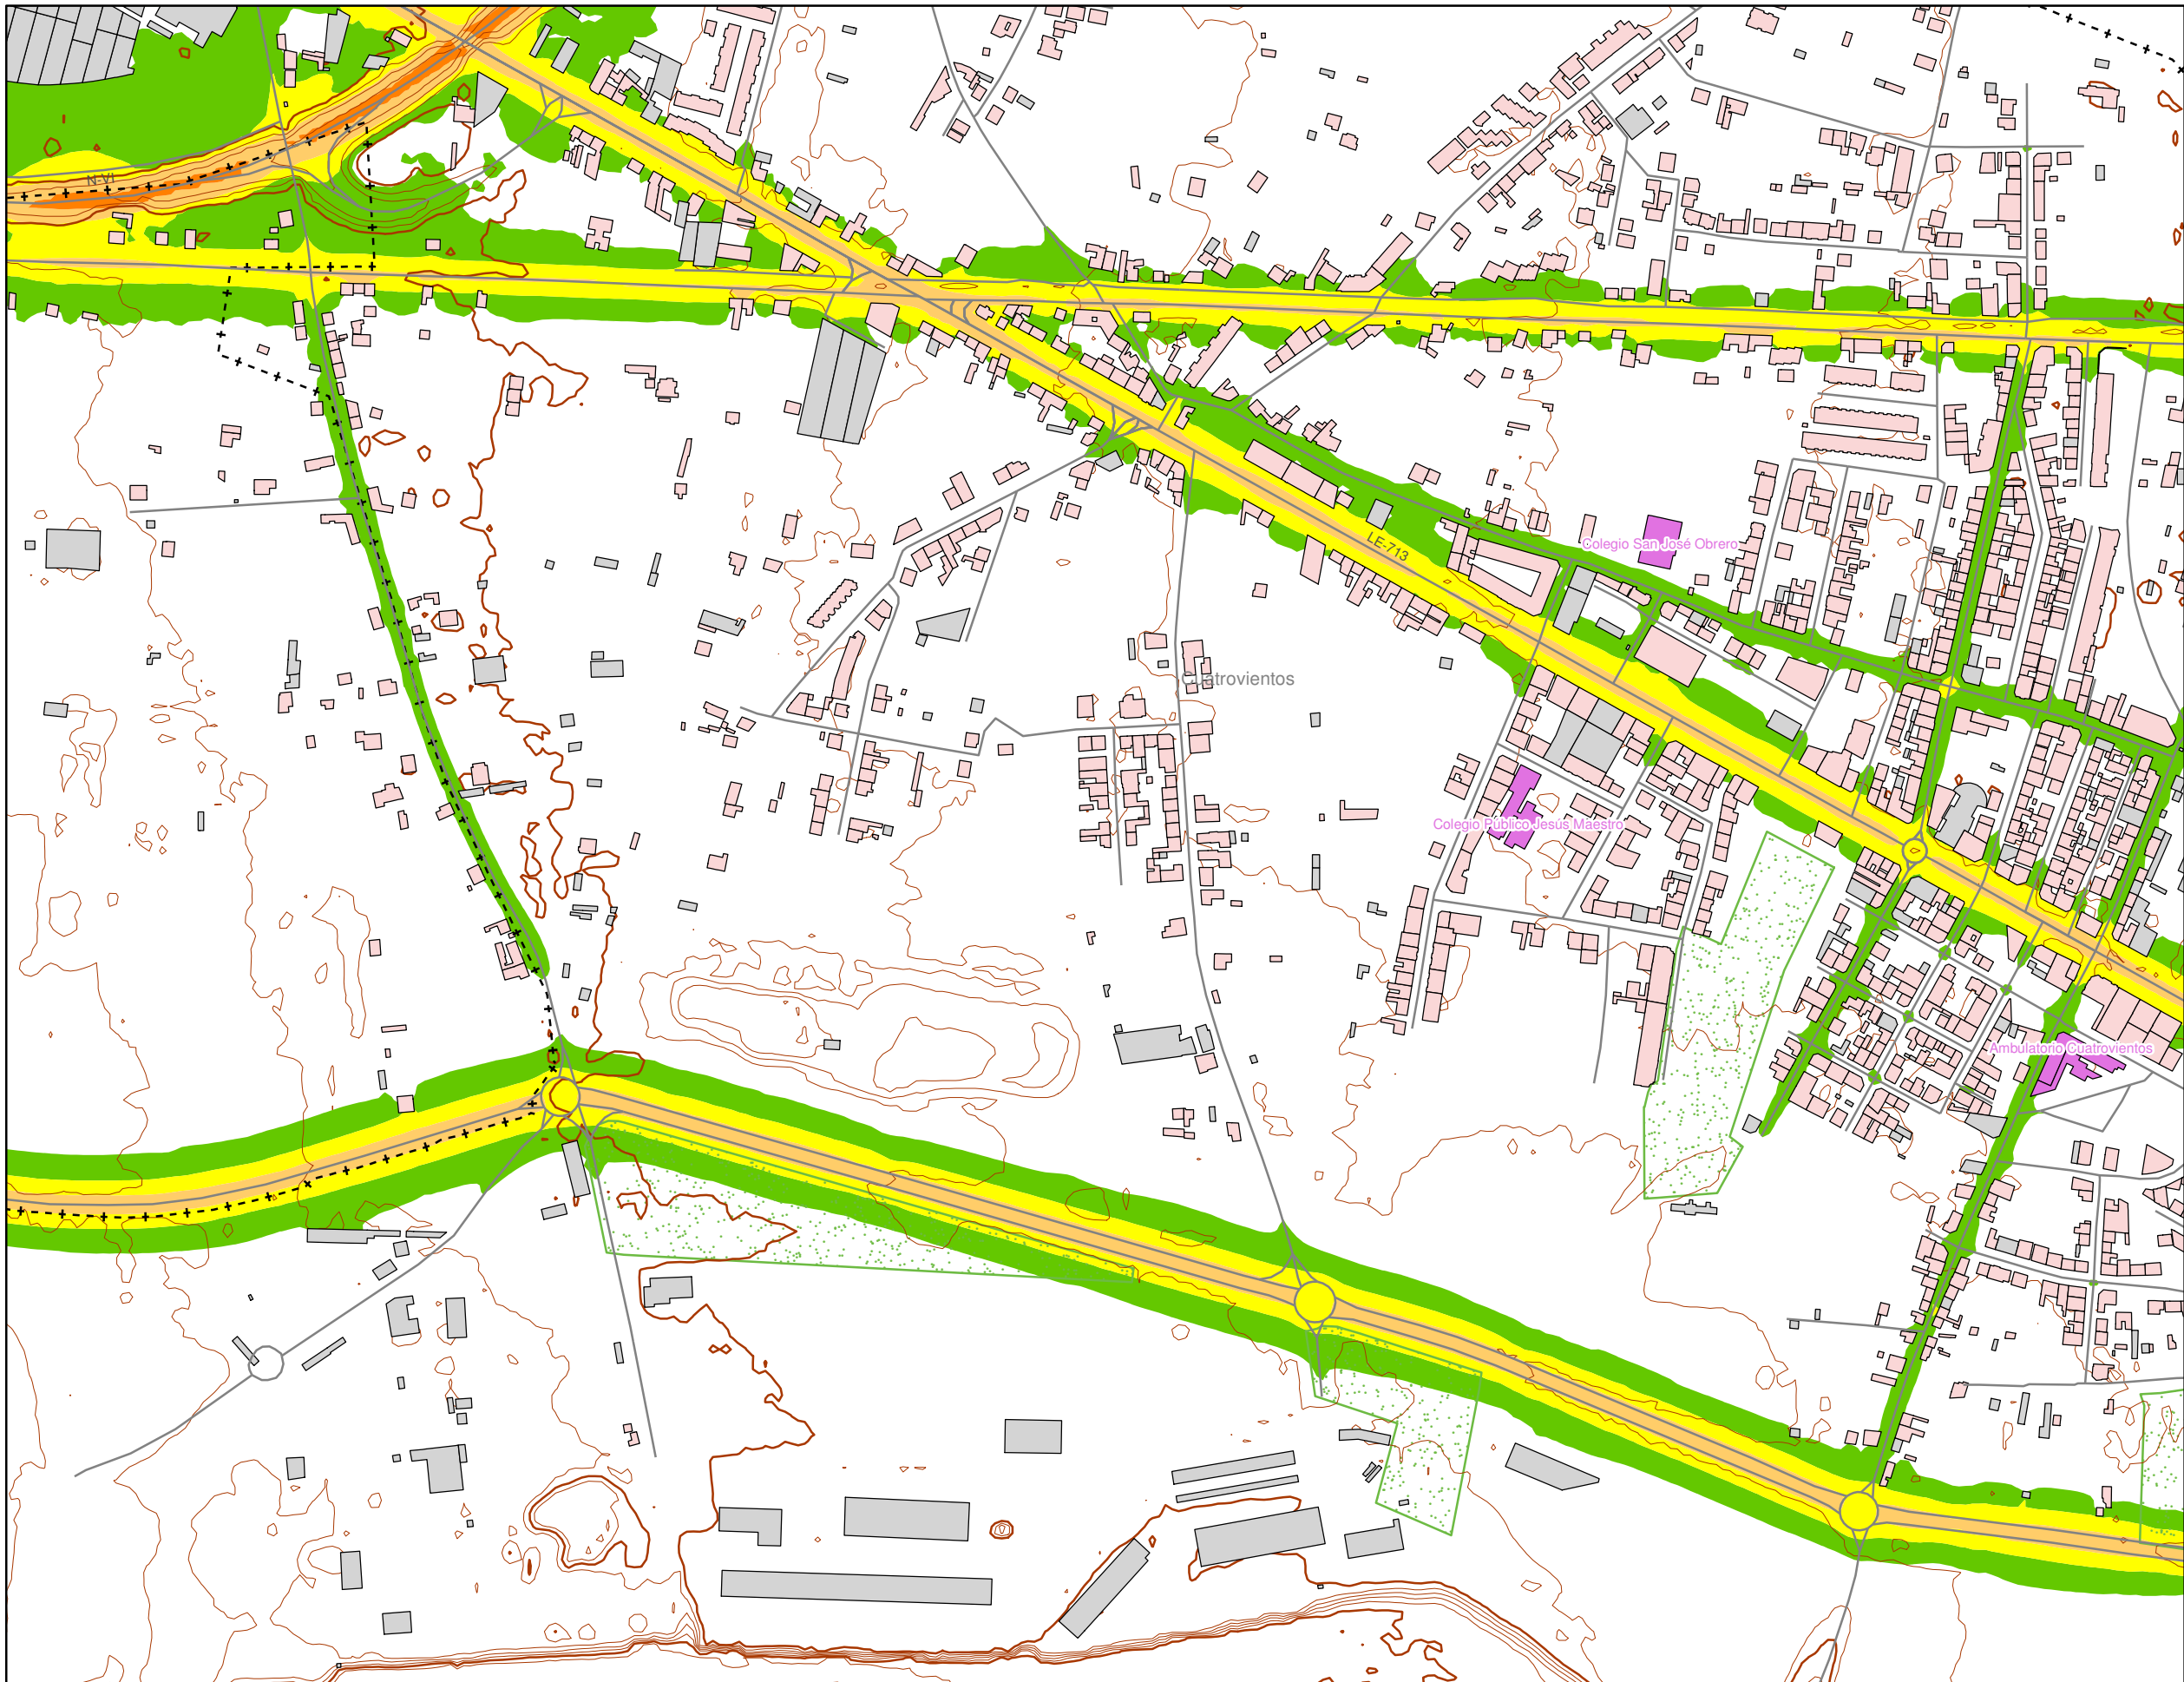 N-VI
LE-713
Colegio San José Obrero
Cuatrovientos
Colegio Público Jesús Maestro
Ambulatorio Cuatrovientos